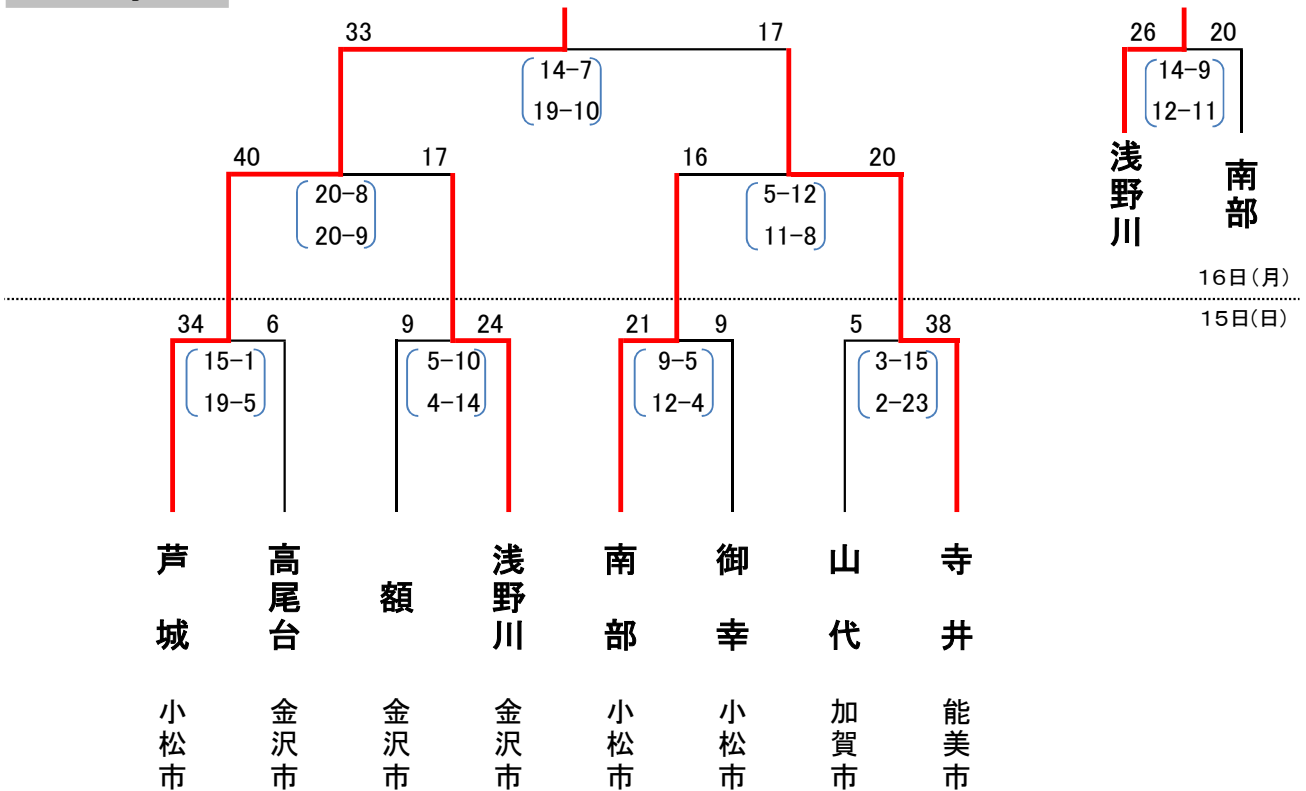 33 17
14-7
19-10
26 20
14-9
12-11
浅野川
南部
40 17
20-8
20-9
16 20
5-12
11-8
16日(月)
15日(日)
34 6
15-1
19-5
9 24
5-10
4-14
21 9
9-5
12-4
5 38
3-15
2-23
芦城
高尾台
額
浅野川
南部
御幸
山代
寺井
小松市
金沢市
金沢市
金沢市
小松市
小松市
加賀市
能美市